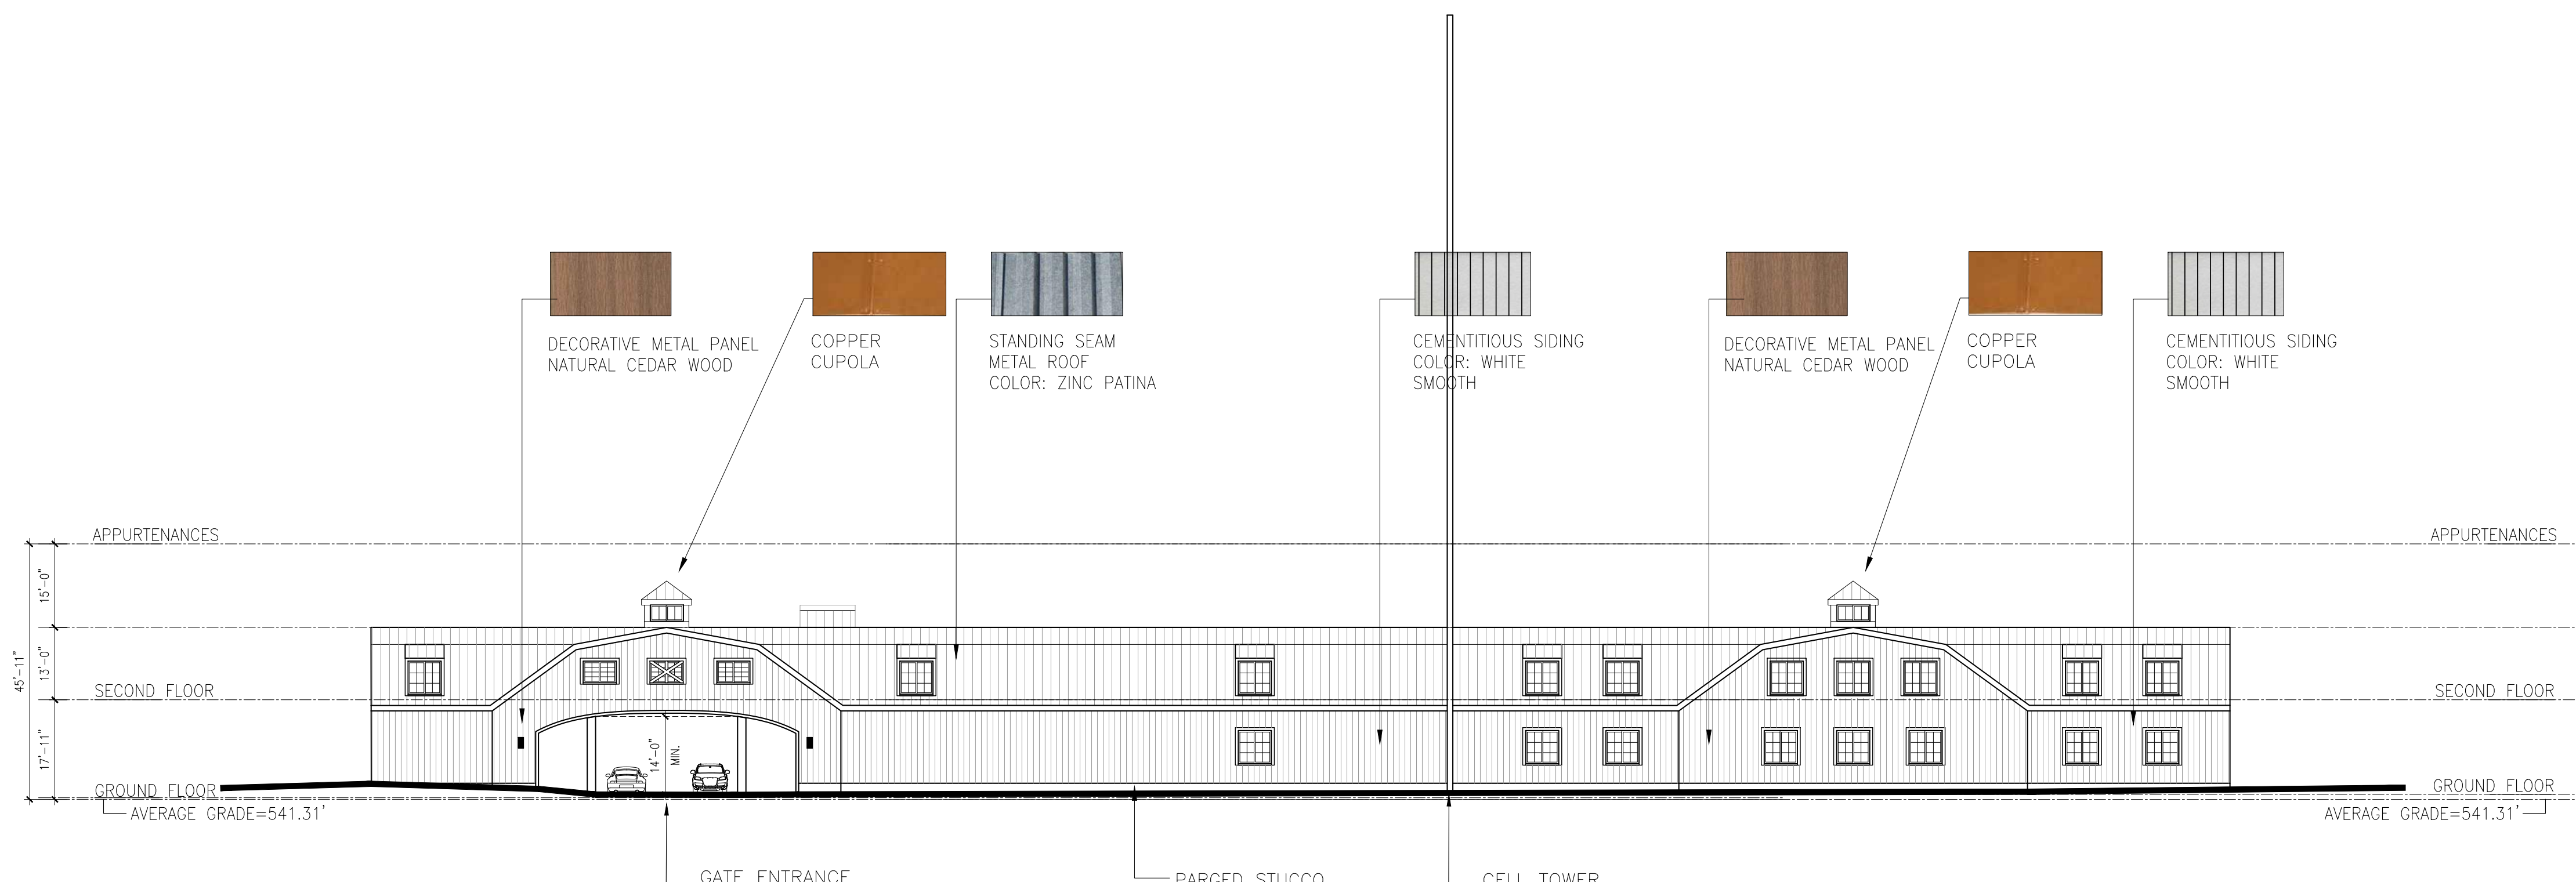 DECORATIVE METAL PANEL
NATURAL CEDAR WOOD
COPPER
CUPOLA
STANDING SEAM
METAL ROOF
COLOR: ZINC PATINA
CEMENTITIOUS SIDING
COLOR: WHITE
SMOOTH
DECORATIVE METAL PANEL
NATURAL CEDAR WOOD
COPPER
CUPOLA
CEMENTITIOUS SIDING
COLOR: WHITE
SMOOTH
APPURTENANCES
APPURTENANCES
15'-0"
45'-11"
13'-0"
SECOND FLOOR
SECOND FLOOR
17'-11"
14'-0"
MIN.
GROUND FLOOR
GROUND FLOOR
AVERAGE GRADE=541.31'
AVERAGE GRADE=541.31'
GATE ENTRANCE
PARGED STUCCO
CELL TOWER